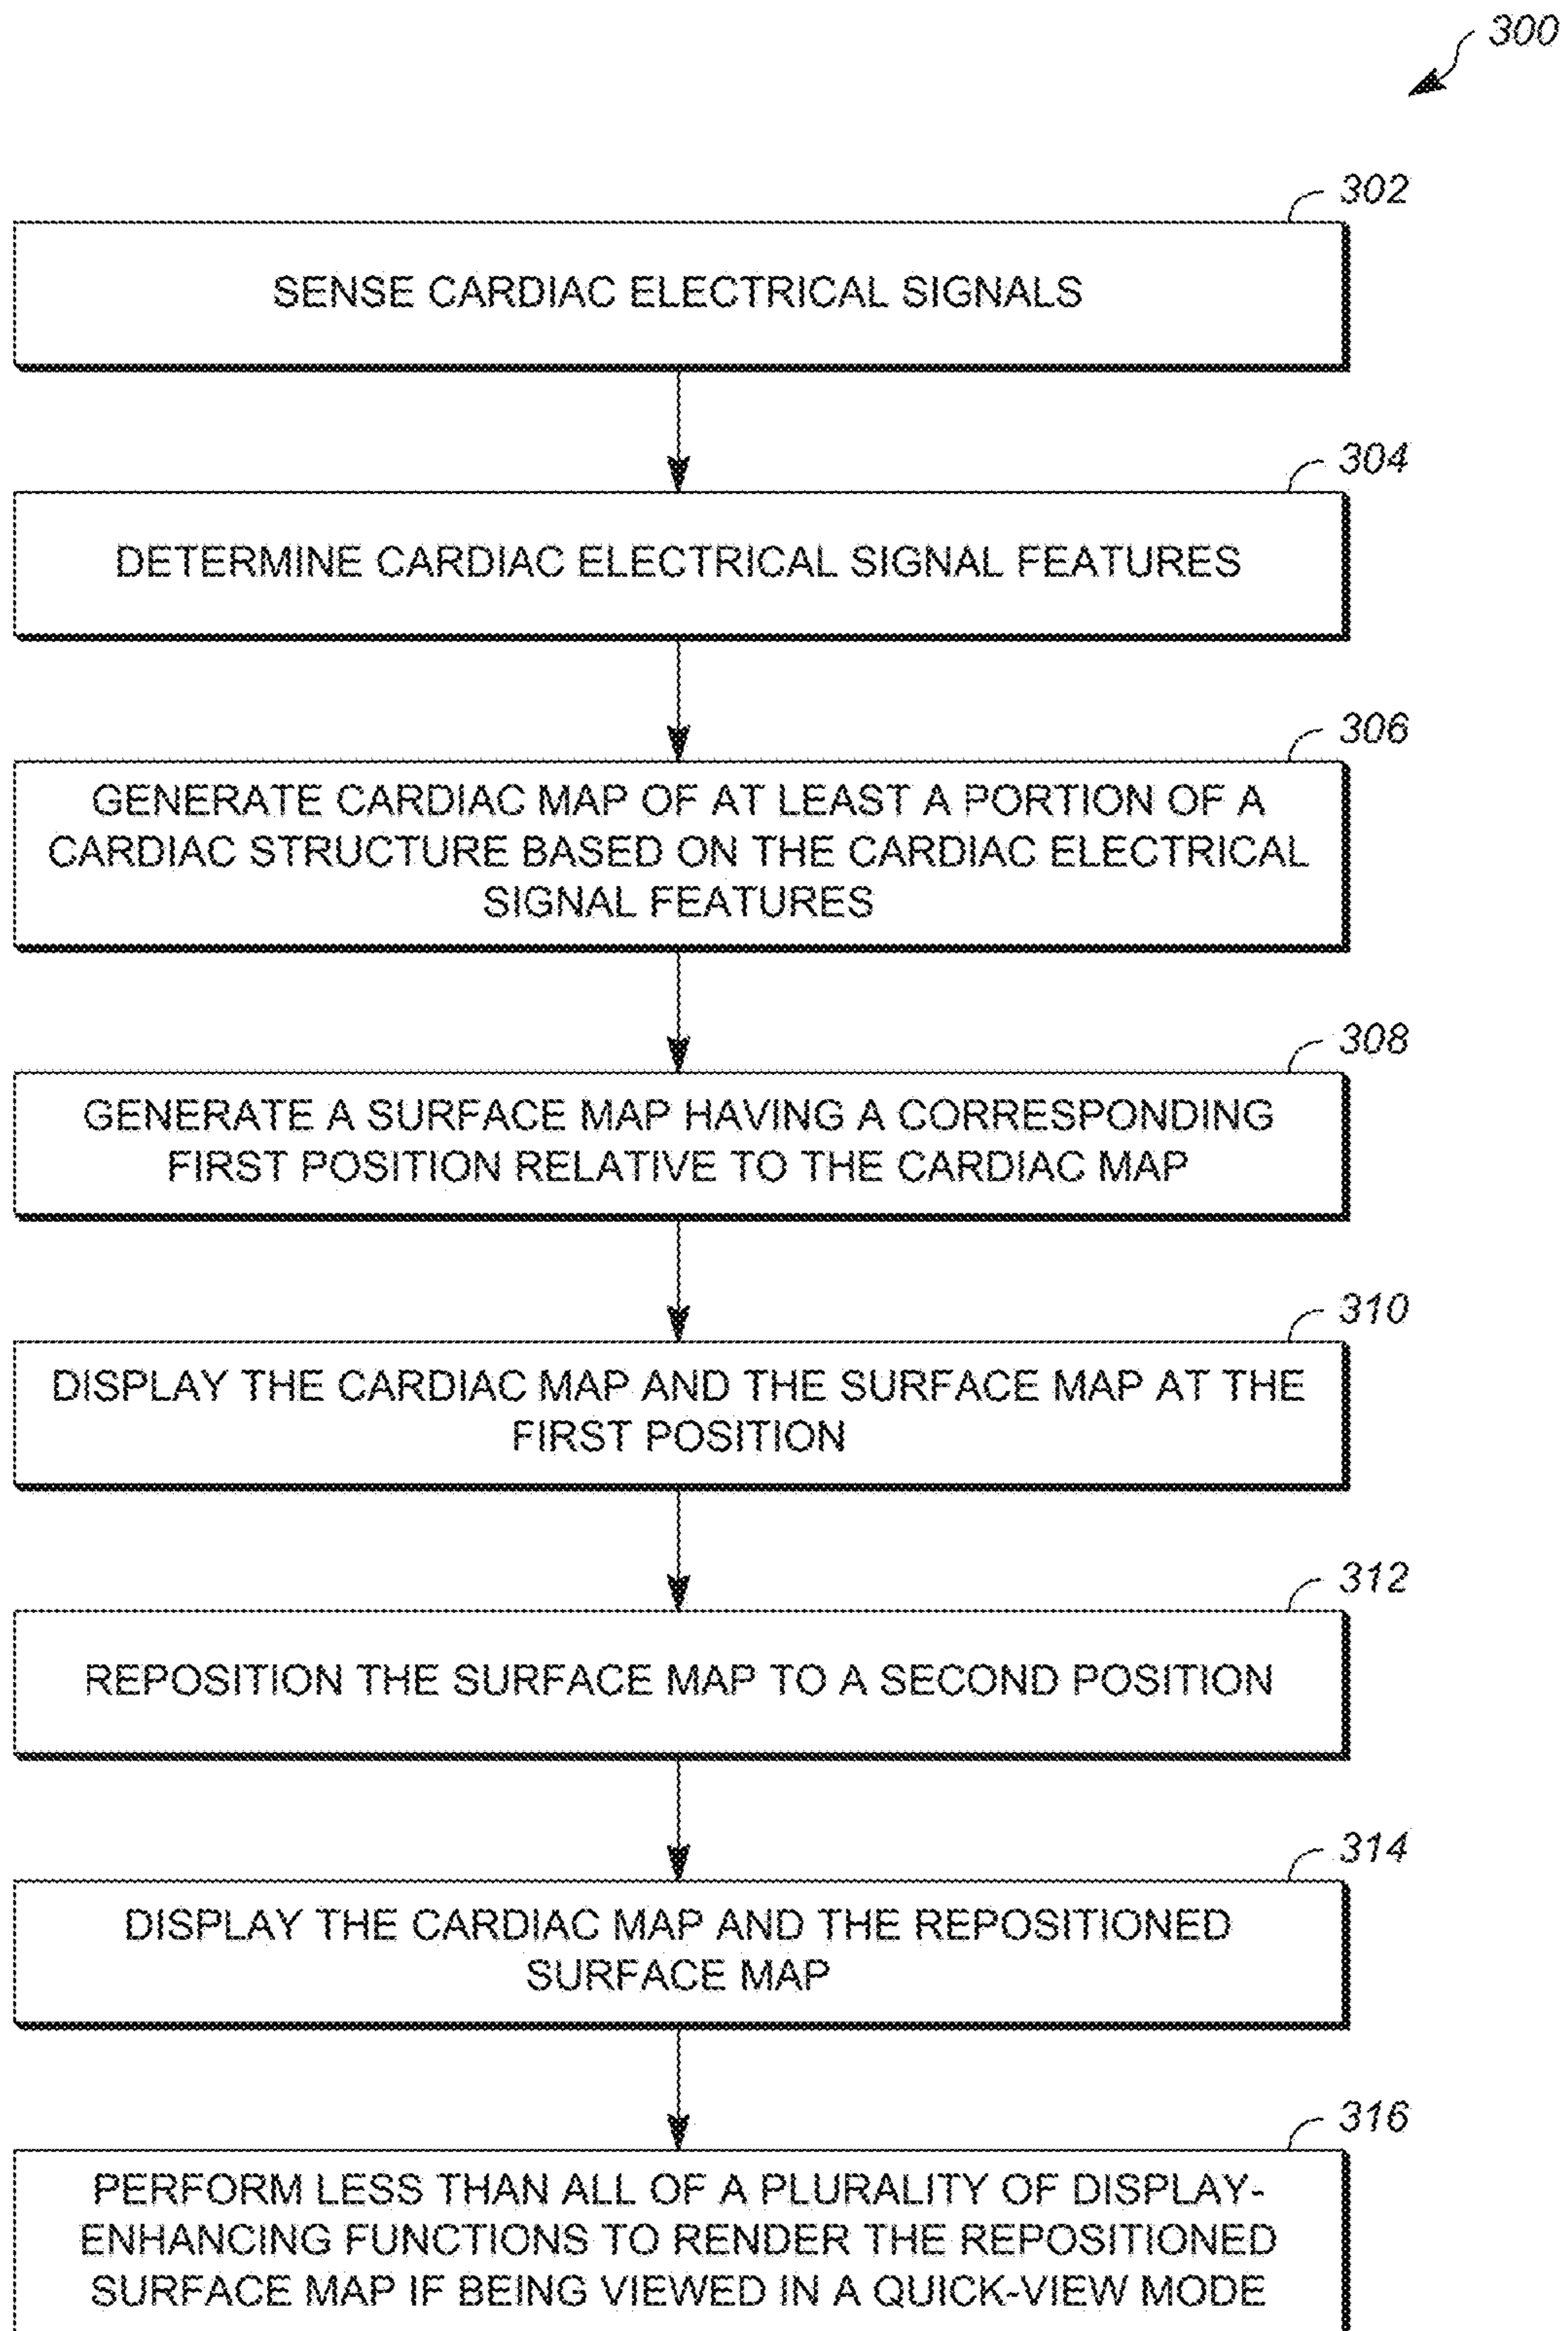 300
302
SENSE CARDIAC ELECTRICAL SIGNALS
304
DETERMINE CARDIAC ELECTRICAL SIGNAL FEATURES
306
GENERATE CARDIAC MAP OF AT LEAST A PORTION OF A
CARDIAC STRUCTURE BASED ON THE CARDIAC ELECTRICAL
SIGNAL FEATURES
308
GENERATE A SURFACE MAP HAVING A CORRESPONDING
FIRST POSITION RELATIVE TO THE CARDIAC MAP
310
DISPLAY THE CARDIAC MAP AND THE SURFACE MAP AT THE
FIRST POSITION
312
REPOSITION THE SURFACE MAP TO A SECOND POSITION
314
DISPLAY THE CARDIAC MAP AND THE REPOSITIONED
SURFACE MAP
316
PERFORM LESS THAN ALL OF A PLURALITY OF DISPLAY-
ENHANCING FUNCTIONS TO RENDER THE REPOSITIONED
SURFACE MAP IF BEING VIEWED IN A QUICK-VIEW MODE